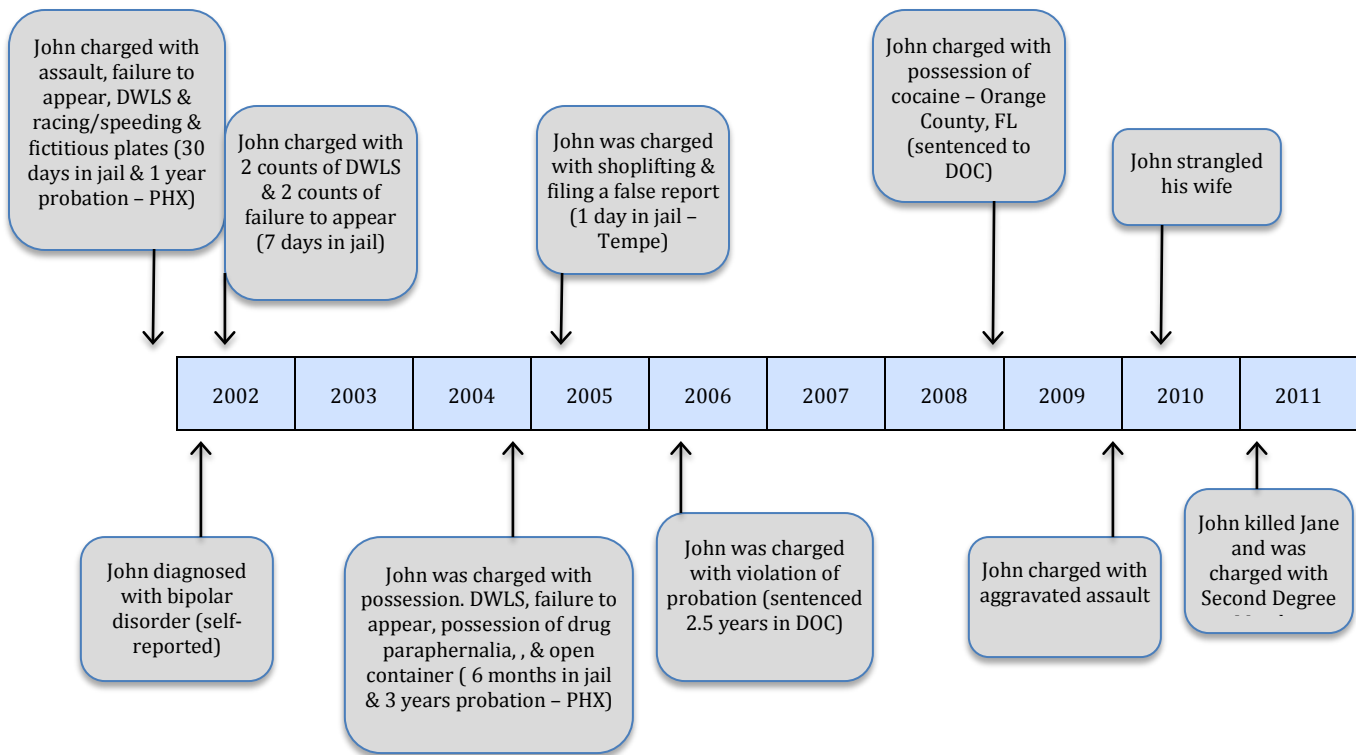 John charged with
assault, failure to
appear, DWLS &
racing/speeding &
fictitious plates (30
days in jail & 1 year
probation – PHX)
John charged with
2 counts of DWLS
& 2 counts of
failure to appear
(7 days in jail)
John was charged
with shoplifting &
filing a false report
(1 day in jail –
Tempe)
John charged with
possession of
cocaine – Orange
County, FL
(sentenced to
DOC)
John strangled
his wife
2002
2003
2004
2005
2006
2007
2008
2009
2010
2011
John diagnosed
with bipolar
disorder (self-
reported)
John was charged with
possession. DWLS, failure to
appear, possession of drug
paraphernalia, , & open
container ( 6 months in jail
& 3 years probation – PHX)
John was charged
with violation of
probation (sentenced
2.5 years in DOC)
John charged with
aggravated assault
John killed Jane
and was
charged with
Second Degree